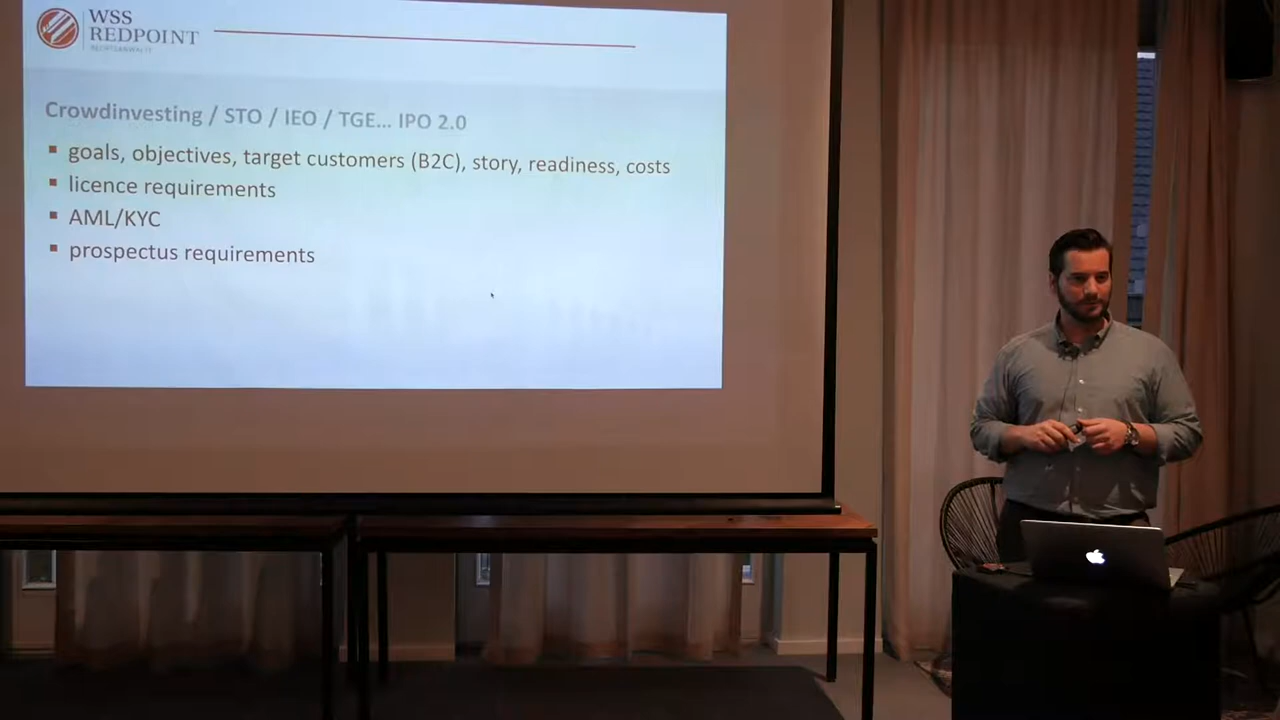 WSS
REDPOINT
RECHTSANWÄLTE
Crowdinvesting / STO / IEO / TGE... IPO 2.0
goals, objectives, target customers (B2C), story, readiness, costs
licence requirements
AML/KYC
prospectus requirements